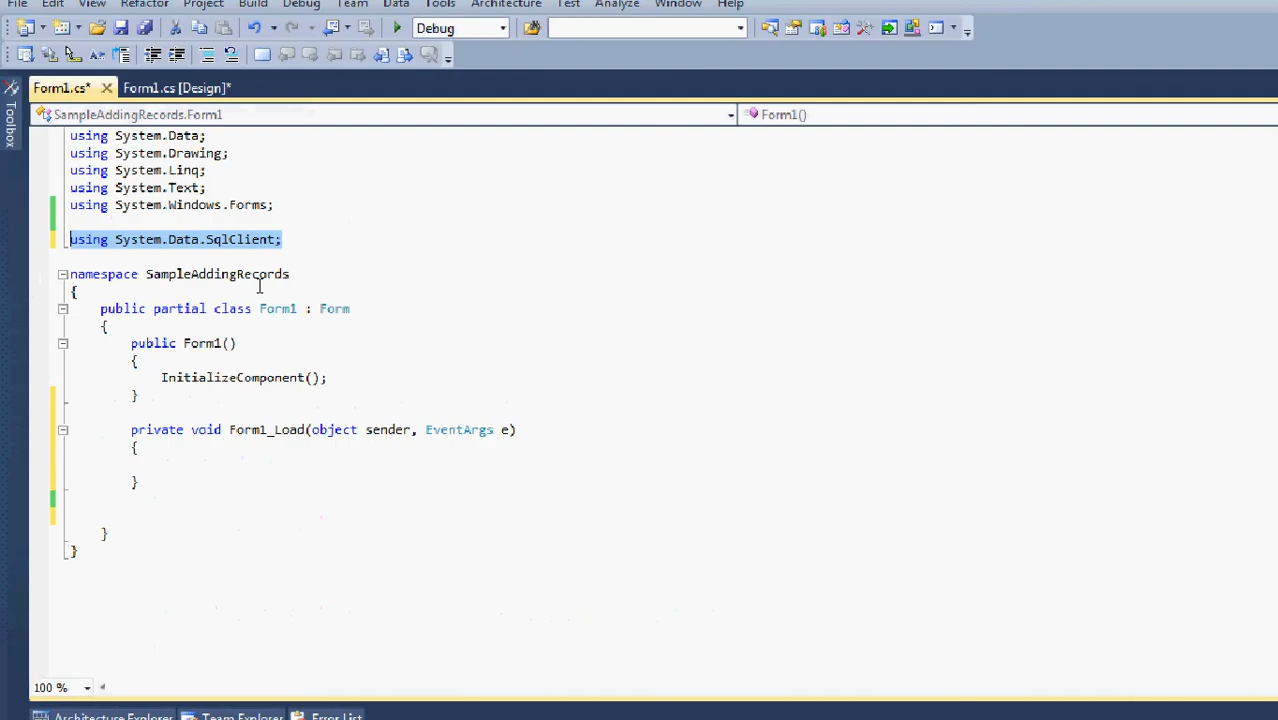 File Edit View Refactor Project Build Debug Team Data Tools Architecture Test Analyze Window Help
Debug
Toolbox
Form1.cs* Form1.cs [Design]*
SampleAddingRecords.Form1 Form1()
using System.Data;
using System.Drawing;
using System.Linq;
using System.Text;
using System.Windows.Forms;
using System.Data.SqlClient;
namespace SampleAddingRecords
{
public partial class Form1 : Form
{
public Form1()
{
InitializeComponent();
}
private void Form1_Load(object sender, EventArgs e)
{
}
}
}
100 %
Architecture Explorer Team Explorer Error List